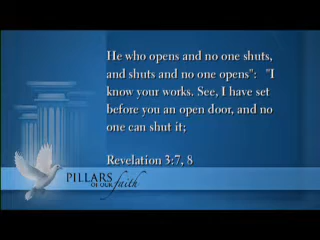 He who opens and no one shuts,
and shuts and no one opens": "I
know your works. See, I have set
before you an open door, and no
one can shut it;
Revelation 3:7, 8
PILLARS
OF OUR faith